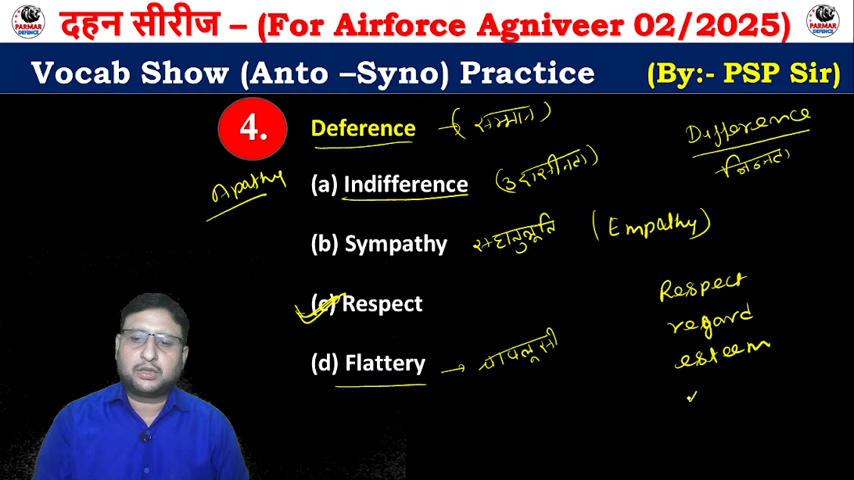 PARMAR DEFENCE
दहन सीरीज – (For Airforce Agniveer 02/2025)
PARMAR DEFENCE
Vocab Show (Anto –Syno) Practice (By:- PSP Sir)
4. Deference → (सम्मान)
Difference
भिन्नता
Apathy
(a) Indifference (उदासीनता)
(b) Sympathy सहानुभूति (Empathy)
(c) Respect
Respect
regard
esteem
(d) Flattery → चापलूसी